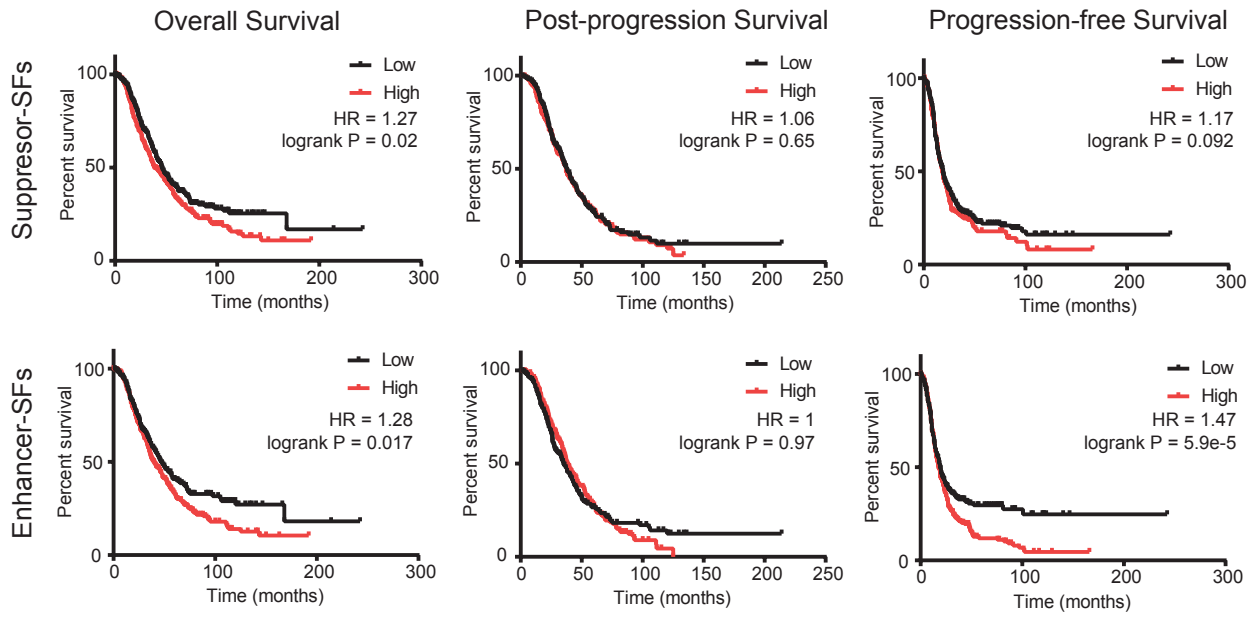 Overall Survival
Post-progression Survival
Progression-free Survival
Suppresor-SFs
Percent survival
100
50
0
Low
High
HR = 1.27
logrank P = 0.02
0
100
200
300
Time (months)
Percent survival
100
50
0
Low
High
HR = 1.06
logrank P = 0.65
0
50
100
150
200
250
Time (months)
Percent survival
100
50
0
Low
High
HR = 1.17
logrank P = 0.092
0
100
200
300
Time (months)
Enhancer-SFs
Percent survival
100
50
0
Low
High
HR = 1.28
logrank P = 0.017
0
100
200
300
Time (months)
Percent survival
100
50
0
Low
High
HR = 1
logrank P = 0.97
0
50
100
150
200
250
Time (months)
Percent survival
100
50
0
Low
High
HR = 1.47
logrank P = 5.9e-5
0
100
200
300
Time (months)